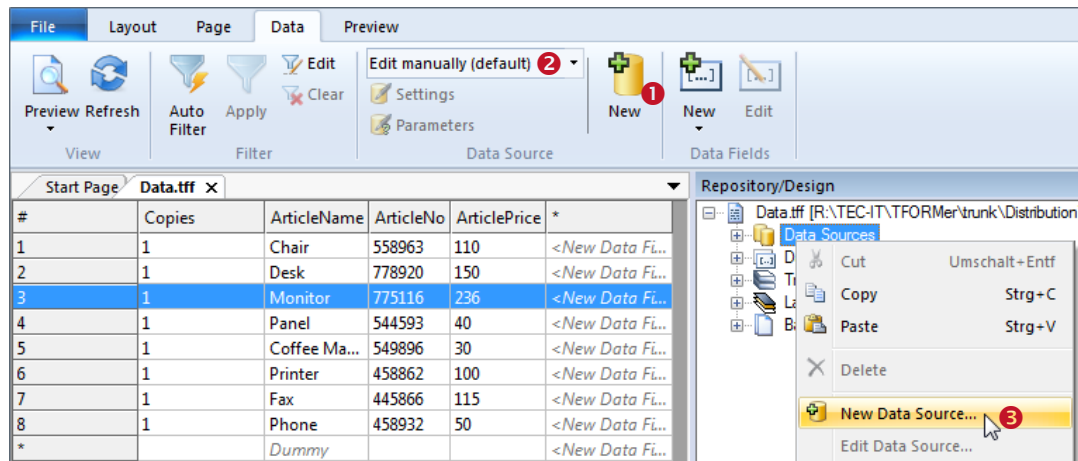 File Layout Page Data Preview
Edit manually (default) 2
Edit
Clear
Settings
Parameters
Preview Refresh
Auto Filter
Apply
New 1
New
Edit
View Filter Data Source Data Fields
Start Page Data.tff
Repository/Design
# Copies ArticleName ArticleNo ArticlePrice *
1 1 Chair 558963 110 <New Data Fi...
2 1 Desk 778920 150 <New Data Fi...
3 1 Monitor 775116 236 <New Data Fi...
4 1 Panel 544593 40 <New Data Fi...
5 1 Coffee Ma... 549896 30 <New Data Fi...
6 1 Printer 458862 100 <New Data Fi...
7 1 Fax 445866 115 <New Data Fi...
8 1 Phone 458932 50 <New Data Fi...
* Dummy <New Data Fi...
Data.tff [R:\TEC-IT\TFORMer\trunk\Distribution
Data Sources
D
Tr
La
Ba
Cut Umschalt+Entf
Copy Strg+C
Paste Strg+V
Delete
New Data Source... 3
Edit Data Source...